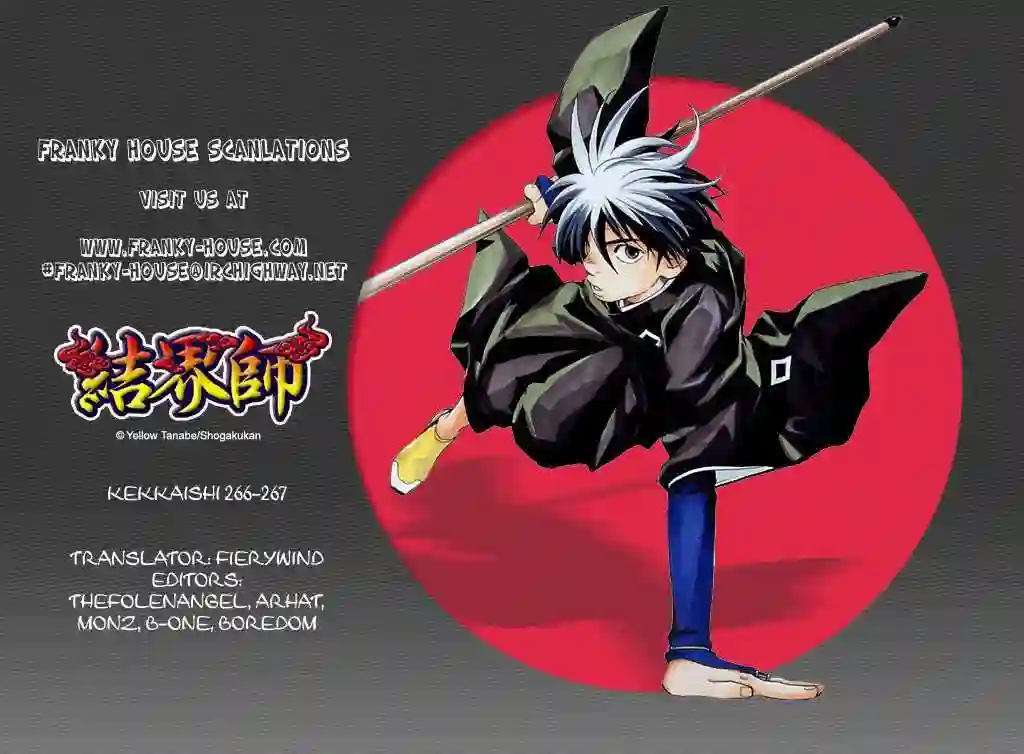 FRANKY HOUSE SCANLATIONS
VISIT US AT
WWW.FRANKY-HOUSE.COM
#FRANKY-HOUSE@IRCHIGHWAY.NET
結界師
© Yellow Tanabe/Shogakukan
KEKKAISHI 266-267
TRANSLATOR: FIERYWIND
EDITORS:
THEFOLENANGEL, ARHAT,
MONZ, B-ONE, BOREDOM